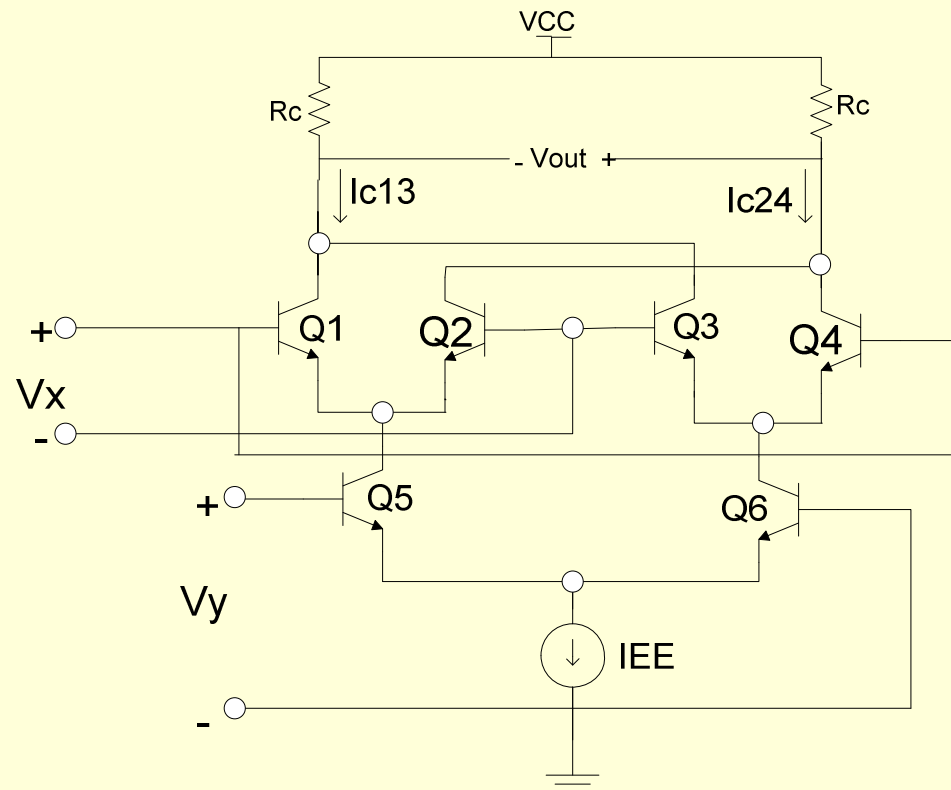 VCC
Rc
Rc
- Vout +
Ic13
Ic24
+
Q1
Q2
Q3
Q4
Vx
-
+
Q5
Q6
Vy
IEE
-